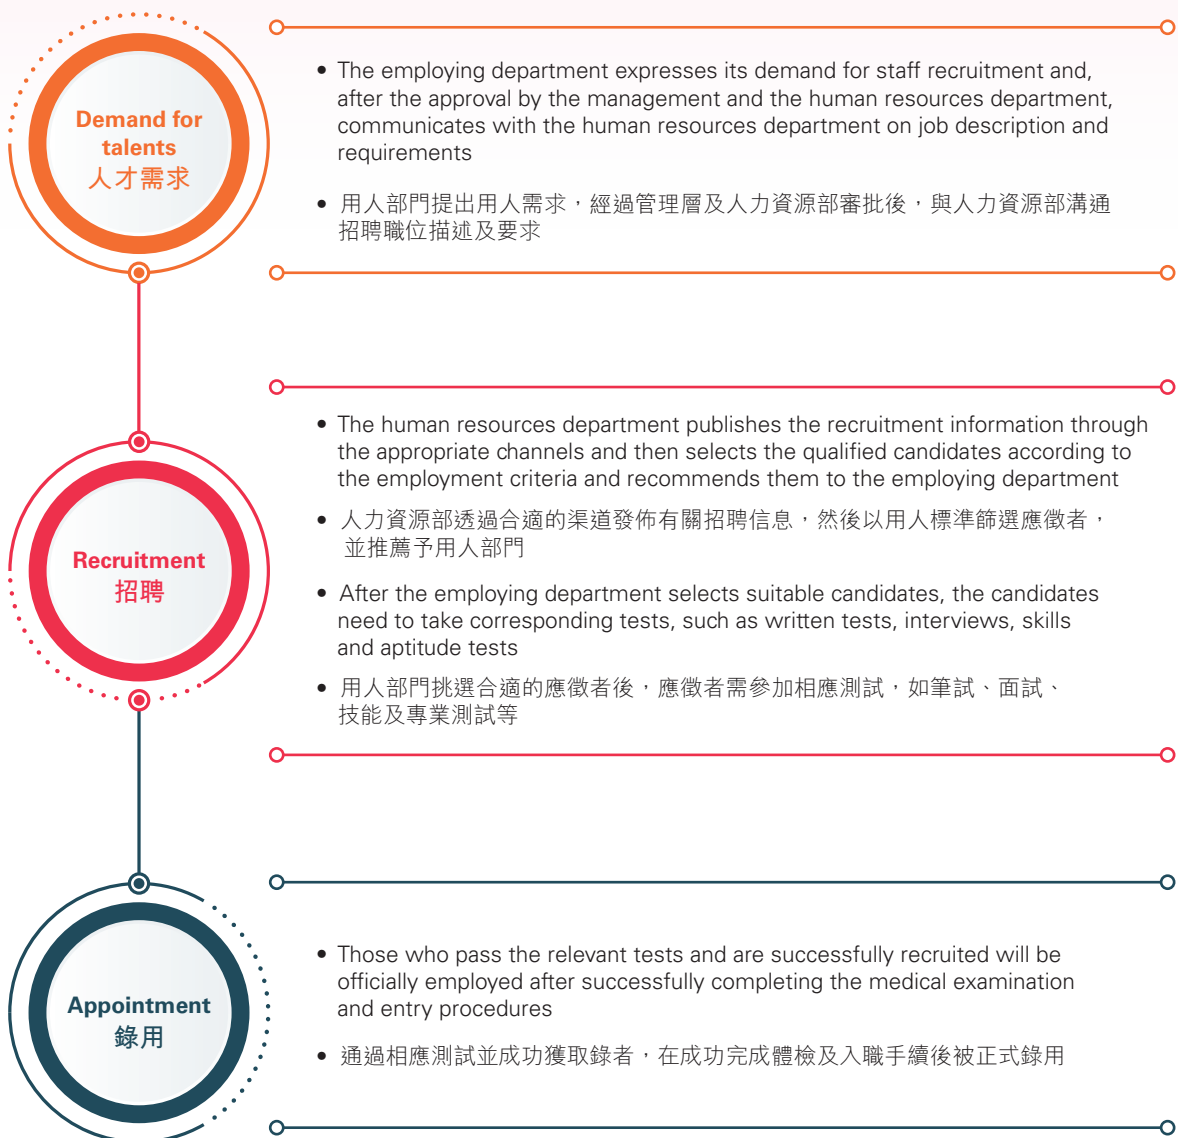 Demand for
talents
人才需求
• The employing department expresses its demand for staff recruitment and,
after the approval by the management and the human resources department,
communicates with the human resources department on job description and
requirements
• 用人部門提出用人需求，經過管理層及人力資源部審批後，與人力資源部溝通
招聘職位描述及要求
Recruitment
招聘
• The human resources department publishes the recruitment information through
the appropriate channels and then selects the qualified candidates according to
the employment criteria and recommends them to the employing department
• 人力資源部透過合適的渠道發佈有關招聘信息，然後以用人標準篩選應徵者，
並推薦予用人部門
• After the employing department selects suitable candidates, the candidates
need to take corresponding tests, such as written tests, interviews, skills
and aptitude tests
• 用人部門挑選合適的應徵者後，應徵者需參加相應測試，如筆試、面試、
技能及專業測試等
Appointment
錄用
• Those who pass the relevant tests and are successfully recruited will be
officially employed after successfully completing the medical examination
and entry procedures
• 通過相應測試並成功獲取錄者，在成功完成體檢及入職手續後被正式錄用